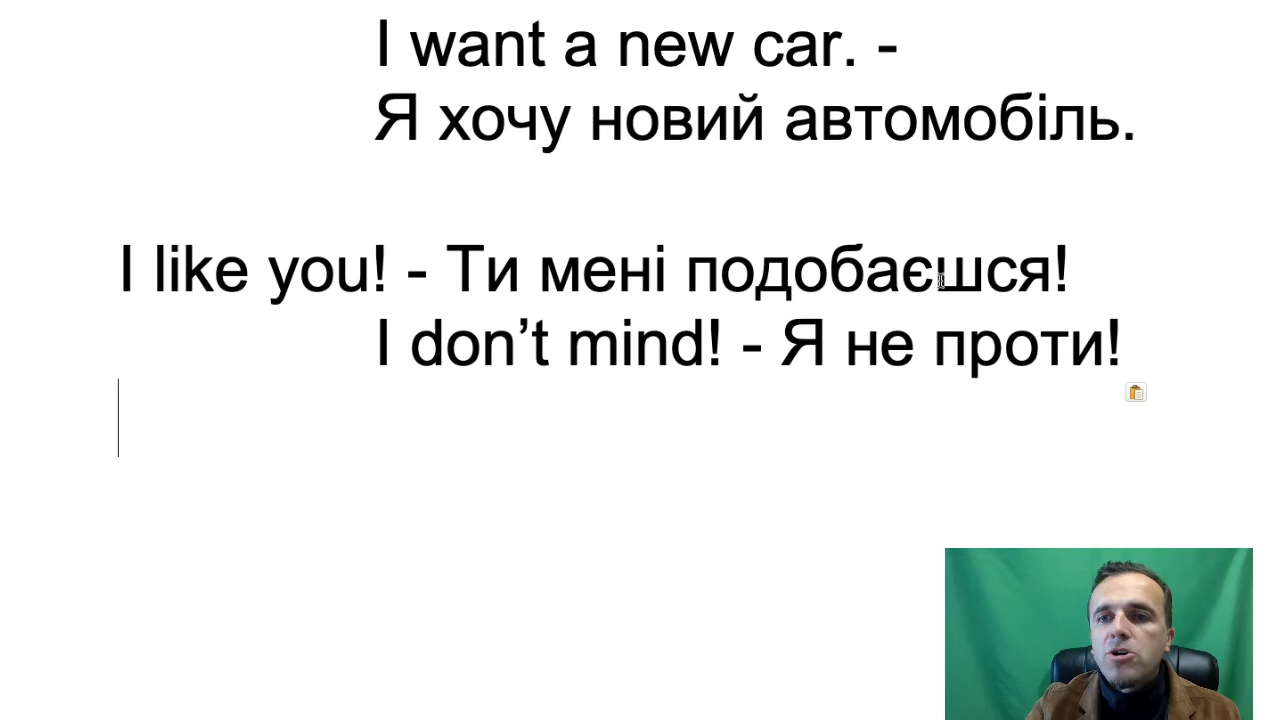 I want a new car. -
Я хочу новий автомобіль.
I like you! - Ти мені подобаєшся!
I don’t mind! - Я не проти!